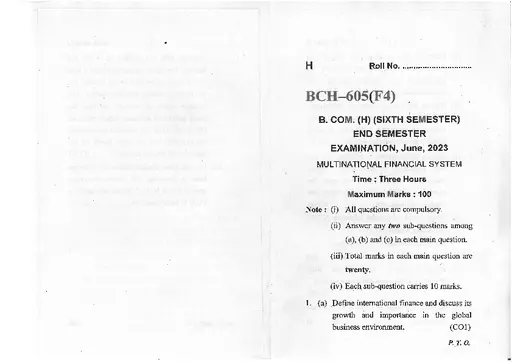 H Roll No. ............................
BCH–605(F4)
B. COM. (H) (SIXTH SEMESTER)
END SEMESTER
EXAMINATION, June, 2023
MULTINATIONAL FINANCIAL SYSTEM
Time : Three Hours
Maximum Marks : 100
Note : (i) All questions are compulsory.
(ii) Answer any two sub-questions among
(a), (b) and (c) in each main question.
(iii) Total marks in each main question are
twenty.
(iv) Each sub-question carries 10 marks.
1. (a) Define international finance and discuss its
growth and importance in the global
business environment. (CO1)
P. T. O.